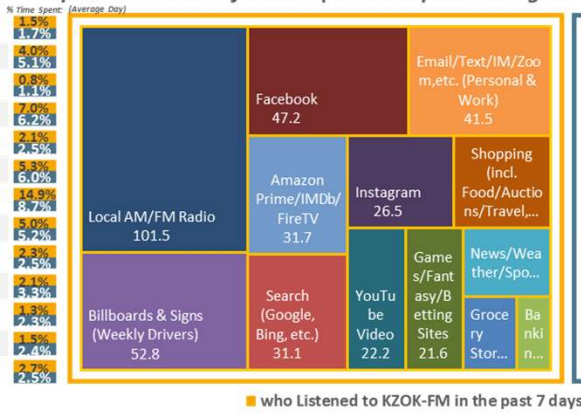 % Time Spent: (Average Day)
1.5%
1.7%
4.0%
5.1%
0.8%
1.1%
7.0%
6.2%
2.1%
2.5%
5.3%
6.0%
14.9%
8.7%
5.0%
5.2%
2.3%
2.5%
2.1%
3.3%
1.3%
2.3%
1.5%
2.4%
2.7%
2.5%
Local AM/FM Radio
101.5
Billboards & Signs
(Weekly Drivers)
52.8
Facebook
47.2
Email/Text/IM/Zoo
m,etc. (Personal &
Work)
41.5
Amazon
Prime/IMDb/
FireTV
31.7
Instagram
26.5
Shopping
(incl.
Food/Auctio
ns/Travel,...
Search
(Google,
Bing, etc.)
31.1
YouTu
be
Video
22.2
Game
s/Fant
asy/B
etting
Sites
21.6
News/Wea
ther/Spo...
Groce
ry
Stor...
Ba
nki
n...
who Listened to KZOK-FM in the past 7 days